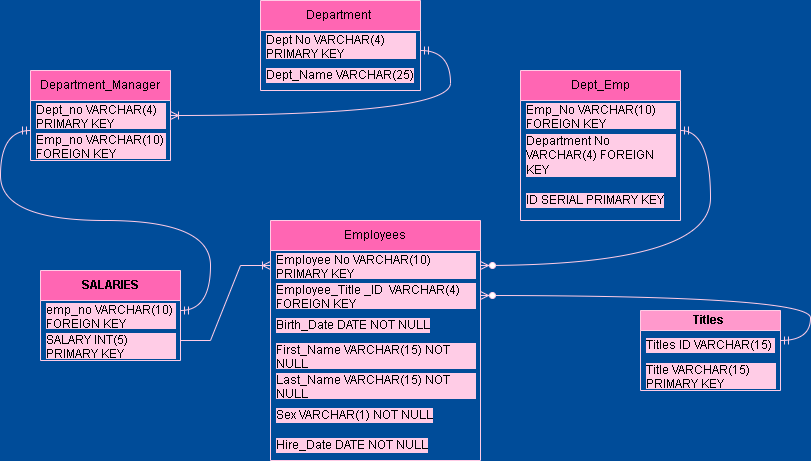 Department
Dept No VARCHAR(4)
PRIMARY KEY
Dept_Name VARCHAR(25)
Department_Manager
Dept_no VARCHAR(4)
PRIMARY KEY
Emp_no VARCHAR(10)
FOREIGN KEY
Dept_Emp
Emp_No VARCHAR(10)
FOREIGN KEY
Department No
VARCHAR(4) FOREIGN
KEY
ID SERIAL PRIMARY KEY
Employees
Employee No VARCHAR(10)
PRIMARY KEY
Employee_Title _ID VARCHAR(4)
FOREIGN KEY
Birth_Date DATE NOT NULL
First_Name VARCHAR(15) NOT
NULL
Last_Name VARCHAR(15) NOT
NULL
Sex VARCHAR(1) NOT NULL
Hire_Date DATE NOT NULL
SALARIES
emp_no VARCHAR(10)
FOREIGN KEY
SALARY INT(5)
PRIMARY KEY
Titles
Titles ID VARCHAR(15)
Title VARCHAR(15)
PRIMARY KEY